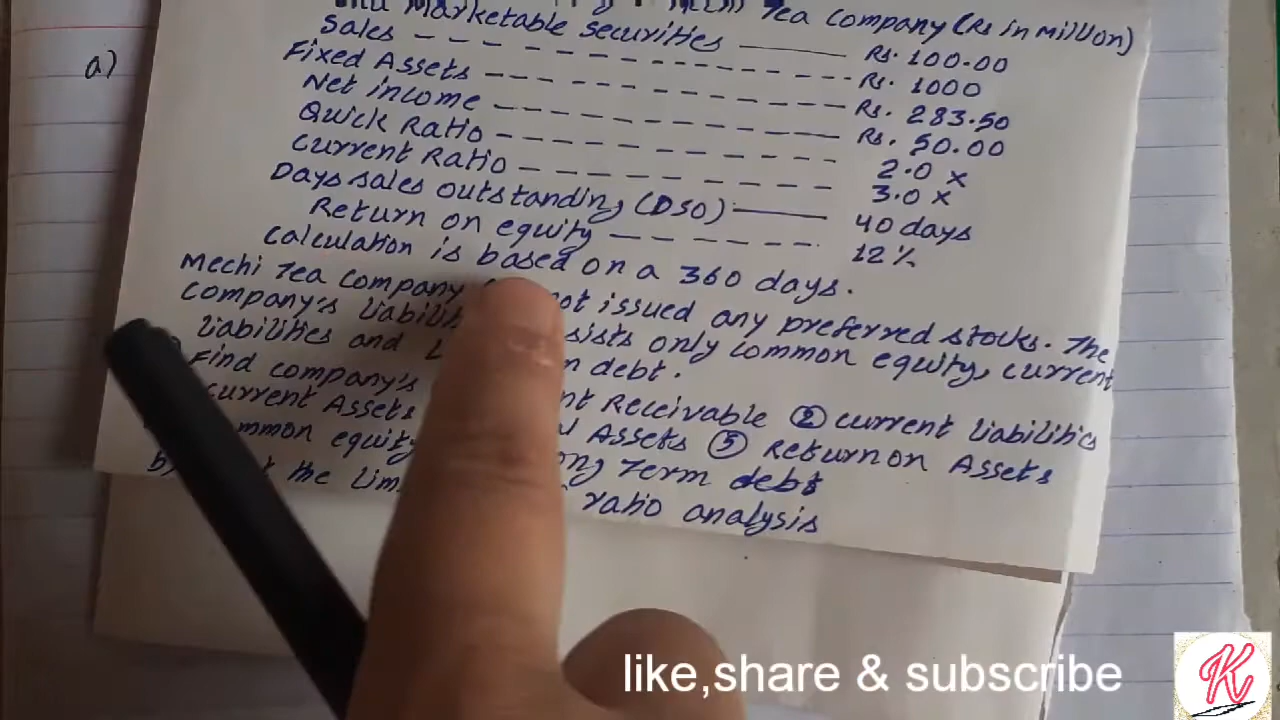 Marketable Securities ——— Rs. 100.00
Tea Company (Rs in million)
a)
Sales - - - Rs. 1000
Fixed Assets - - - Rs. 283.50
Net income - - - Rs. 50.00
Quick Ratio - - - 2.0 x
Current Ratio - - - 3.0 x
Days sales outstanding (DSO) ——— 40 days
Return on equity - - - 12 %
Calculation is based on a 360 days.
Mechi Tea Company not issued any preferred stocks. The
Company's only common equity, current
liabilities and debt.
Find company's Receivable ② current liabilities
current Assets Assets ⑤ Return on Assets
equity Term debt
b) the ratio analysis
like,share & subscribe
K